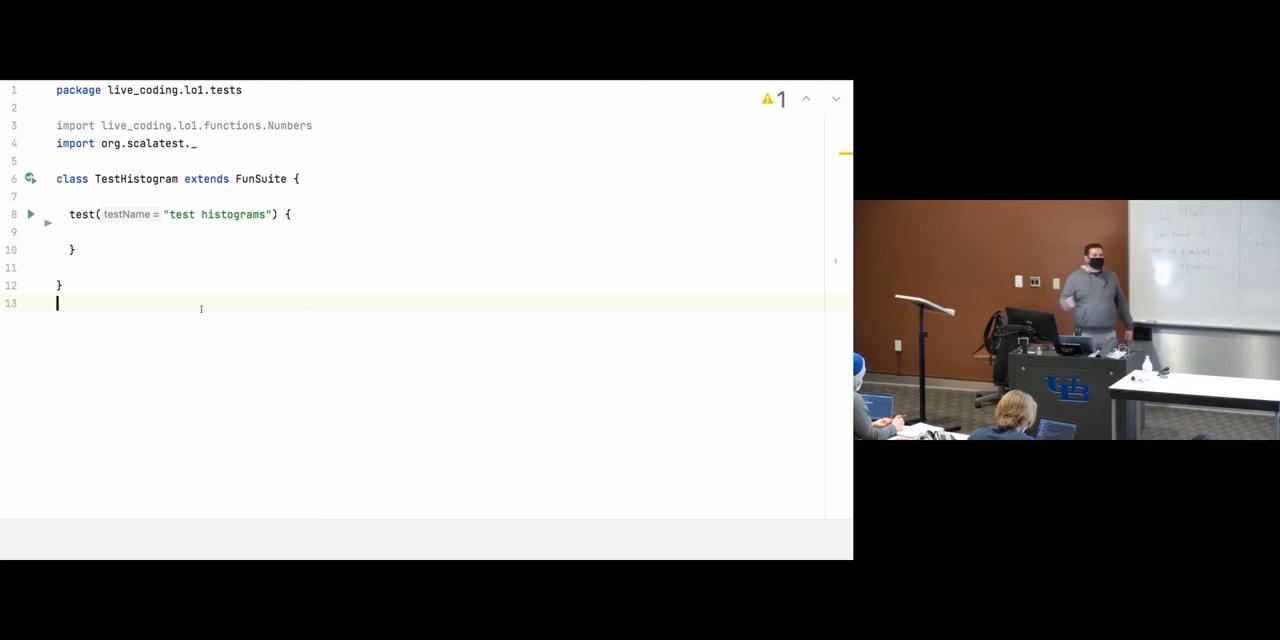 1 package live_coding.lo1.tests
2
3 import live_coding.lo1.functions.Numbers
4 import org.scalatest._
5
6 class TestHistogram extends FunSuite {
7
8 test( testName = "test histograms") {
9
10 }
11
12 }
13
1
UB